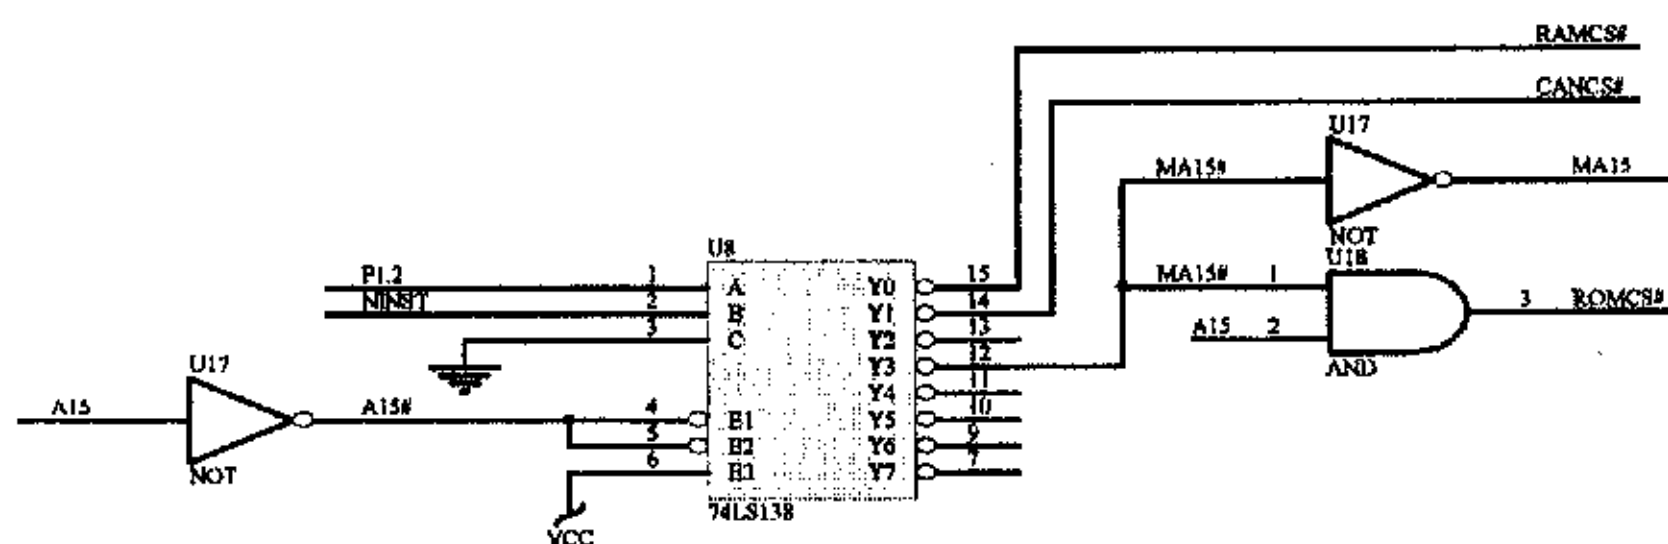 RAMCS#
CANCS#
U17
MA15#
MA15
NOT
U18
U8
P1.2
1
A
Y0
15
MA15#
1
2
B
Y1
14
3
ROMCS#
3
C
Y2
13
A15
2
Y3
12
AND
U17
Y4
11
A15
A15#
4
E1
Y5
10
5
E2
Y6
9
6
E3
Y7
7
NOT
74LS138
VCC